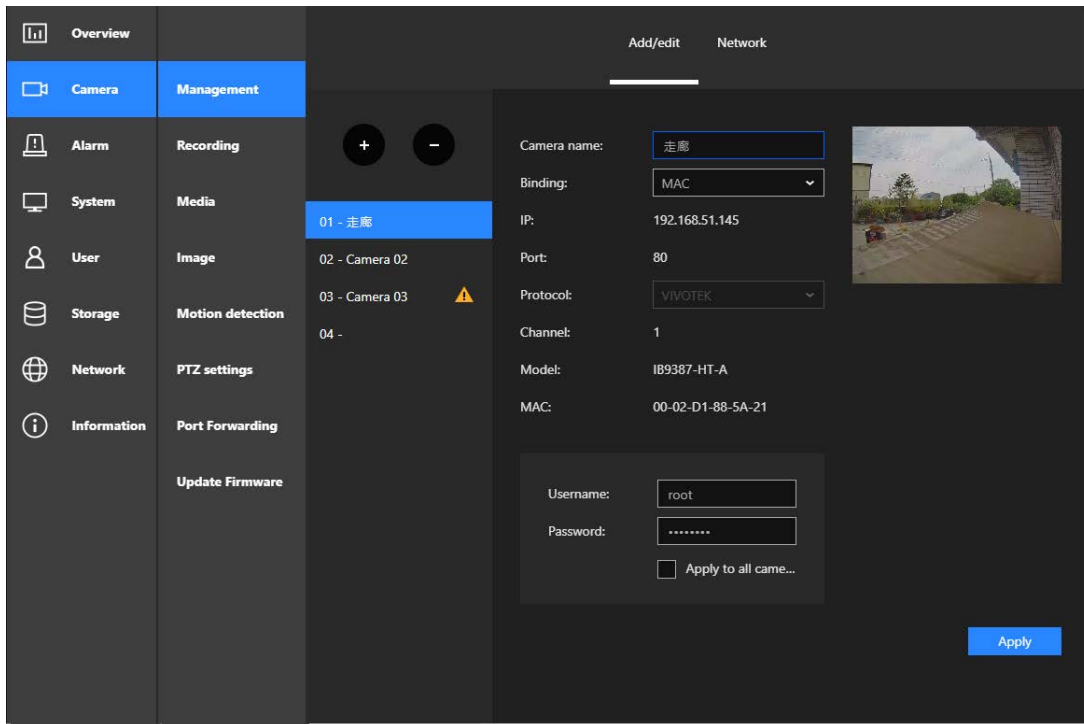 Overview
Camera
Alarm
System
User
Storage
Network
Information
Management
Recording
Media
Image
Motion detection
PTZ settings
Port Forwarding
Update Firmware
+ -
01 - 走廊
02 - Camera 02
03 - Camera 03
04 -
Add/edit Network
Camera name: 走廊
Binding: MAC
IP: 192.168.51.145
Port: 80
Protocol: VIVOTEK
Channel: 1
Model: IB9387-HT-A
MAC: 00-02-D1-88-5A-21
Username: root
Password: ••••••••
Apply to all came...
Apply